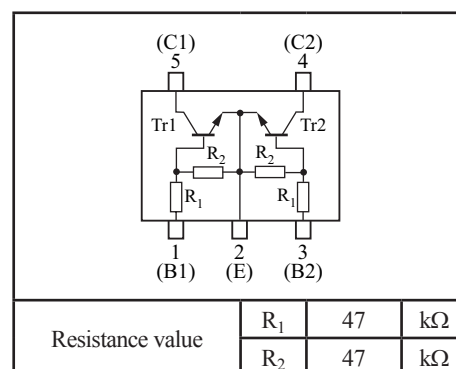 (C1) (C2)
5 4
Tr1 Tr2
R₂ R₂
R₁ R₁
1 2 3
(B1) (E) (B2)
Resistance value R₁ 47 kΩ
R₂ 47 kΩ